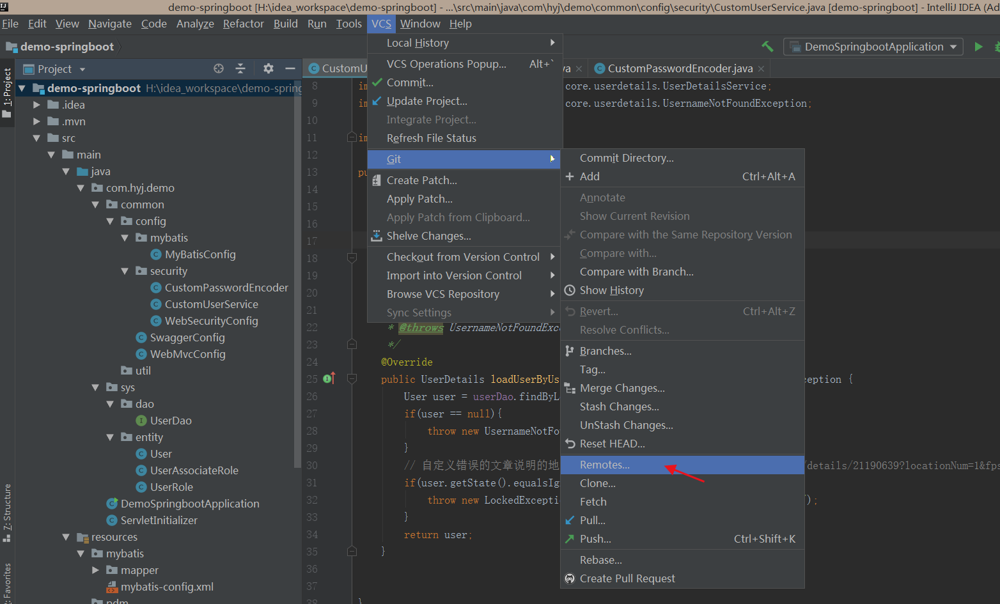 demo-springboot [H:\idea_workspace\demo-springboot] - ...\src\main\java\com\hyj\demo\common\config\security\CustomUserService.java [demo-springboot] - IntelliJ IDEA (Ad
File Edit View Navigate Code Analyze Refactor Build Run Tools VCS Window Help
demo-springboot
DemoSpringbootApplication
Project
CustomU
va
CustomPasswordEncoder.java
1: Project
Z: Structure
: Favorites
demo-springboot H:\idea_workspace\demo-spring
.idea
.mvn
src
main
java
com.hyj.demo
common
config
mybatis
MyBatisConfig
security
CustomPasswordEncoder
CustomUserService
WebSecurityConfig
SwaggerConfig
WebMvcConfig
util
sys
dao
UserDao
entity
User
UserAssociateRole
UserRole
DemoSpringbootApplication
ServletInitializer
resources
mybatis
mapper
mybatis-config.xml
pdm
Local History
VCS Operations Popup... Alt+`
Commit...
Update Project...
Integrate Project...
Refresh File Status
Git
Create Patch...
Apply Patch...
Apply Patch from Clipboard...
Shelve Changes...
Checkout from Version Control
Import into Version Control
Browse VCS Repository
Sync Settings
Commit Directory...
Add Ctrl+Alt+A
Annotate
Show Current Revision
Compare with the Same Repository Version
Compare with...
Compare with Branch...
Show History
Revert... Ctrl+Alt+Z
Resolve Conflicts...
Branches...
Tag...
Merge Changes...
Stash Changes...
UnStash Changes...
Reset HEAD...
Remotes...
Clone...
Fetch
Pull...
Push... Ctrl+Shift+K
Rebase...
Create Pull Request
8 im core.userdetails.UserDetailsService;
9 im core.userdetails.UsernameNotFoundException;
10
11 im
12
13 pu
14
15
16
17
18
19
20
21
22 * @throws UsernameNotFoundExc
23 */
24 @Override
25 public UserDetails loadUserByUs ception {
26 User user = userDao.findByL
27 if(user == null){
28 throw new UsernameNotFo
29 }
30 // 自定义错误的文章说明的地 /details/21190639?locationNum=1&fps
31 if(user.getState().equalsIg
32 throw new LockedExcepti );
33 }
34 return user;
35 }
36
37
38 }